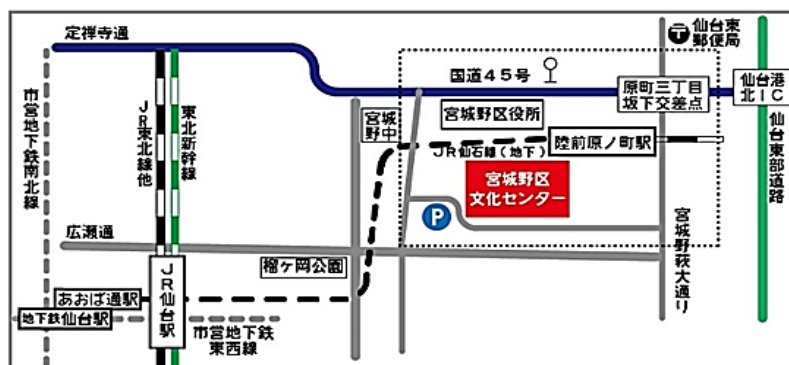 定禅寺通
仙台東
郵便局
国道45号
原町三丁目
坂下交差点
仙台港
北IC
市営地下鉄南北線
JR東北線他
東北新幹線
宮城
野中
宮城野区役所
JR仙石線(地下)
陸前原ノ町駅
仙台東部道路
宮城野区
文化センター
P
宮城野萩大通り
広瀬通
榴ヶ岡公園
JR仙台駅
あおば通駅
地下鉄仙台駅
市営地下鉄
東西線